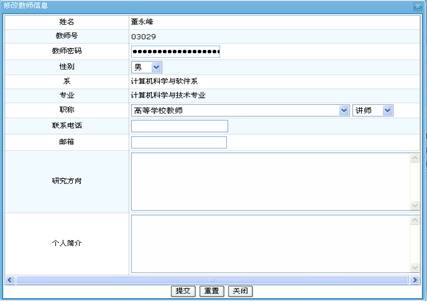 修改教师信息
姓名 董永峰
教师号 03029
教师密码 ●●●●●●●●●●●●●●●●●●
性别 男
系 计算机科学与软件系
专业 计算机科学与技术专业
职称 高等学校教师 讲师
联系电话
邮箱
研究方向
个人简介
提交 重置 关闭